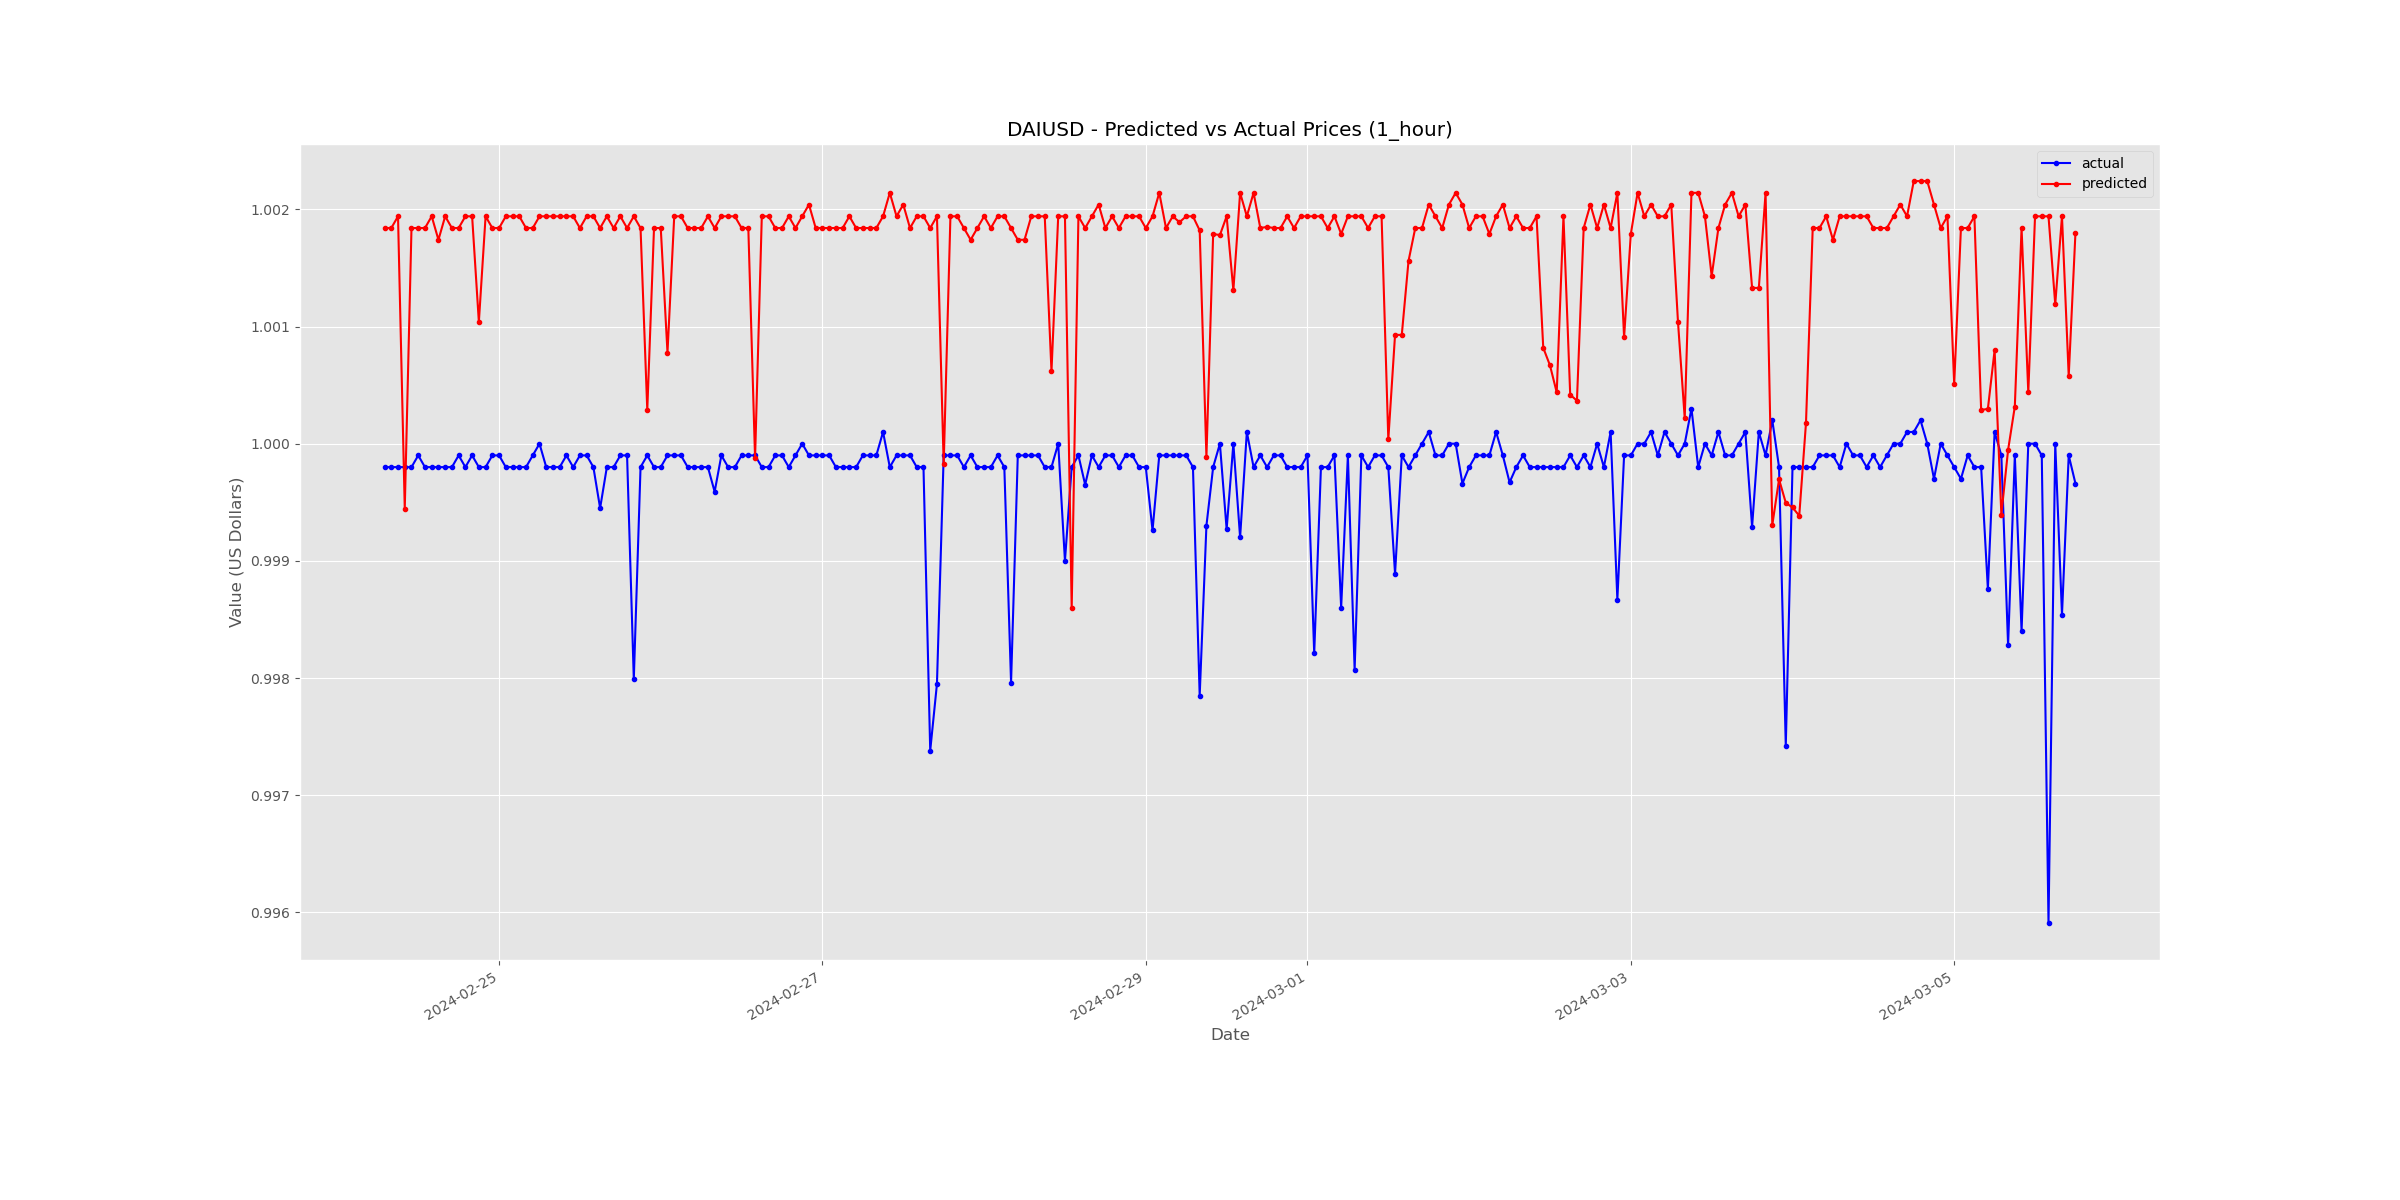 DAIUSD - Predicted vs Actual Prices (1_hour)
actual
predicted
1.002
1.001
1.000
0.999
0.998
0.997
0.996
Value (US Dollars)
2024-02-25
2024-02-27
2024-02-29
2024-03-01
2024-03-03
2024-03-05
Date